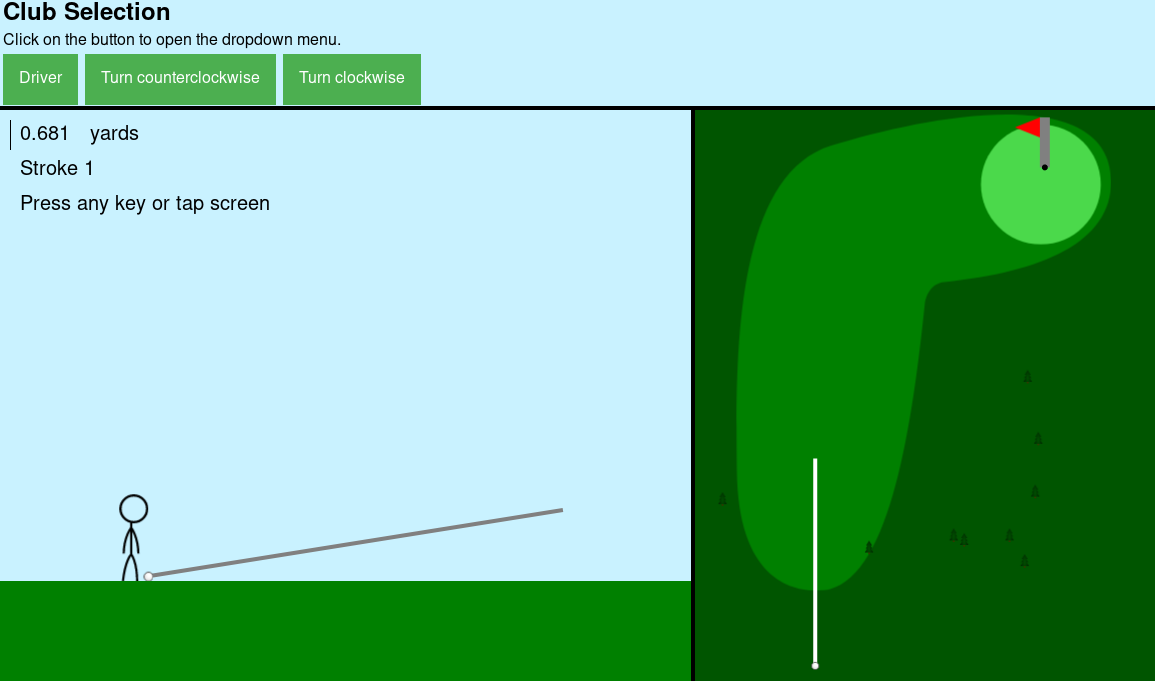 Club Selection
Click on the button to open the dropdown menu.
Driver Turn counterclockwise Turn clockwise
0.681 yards
Stroke 1
Press any key or tap screen